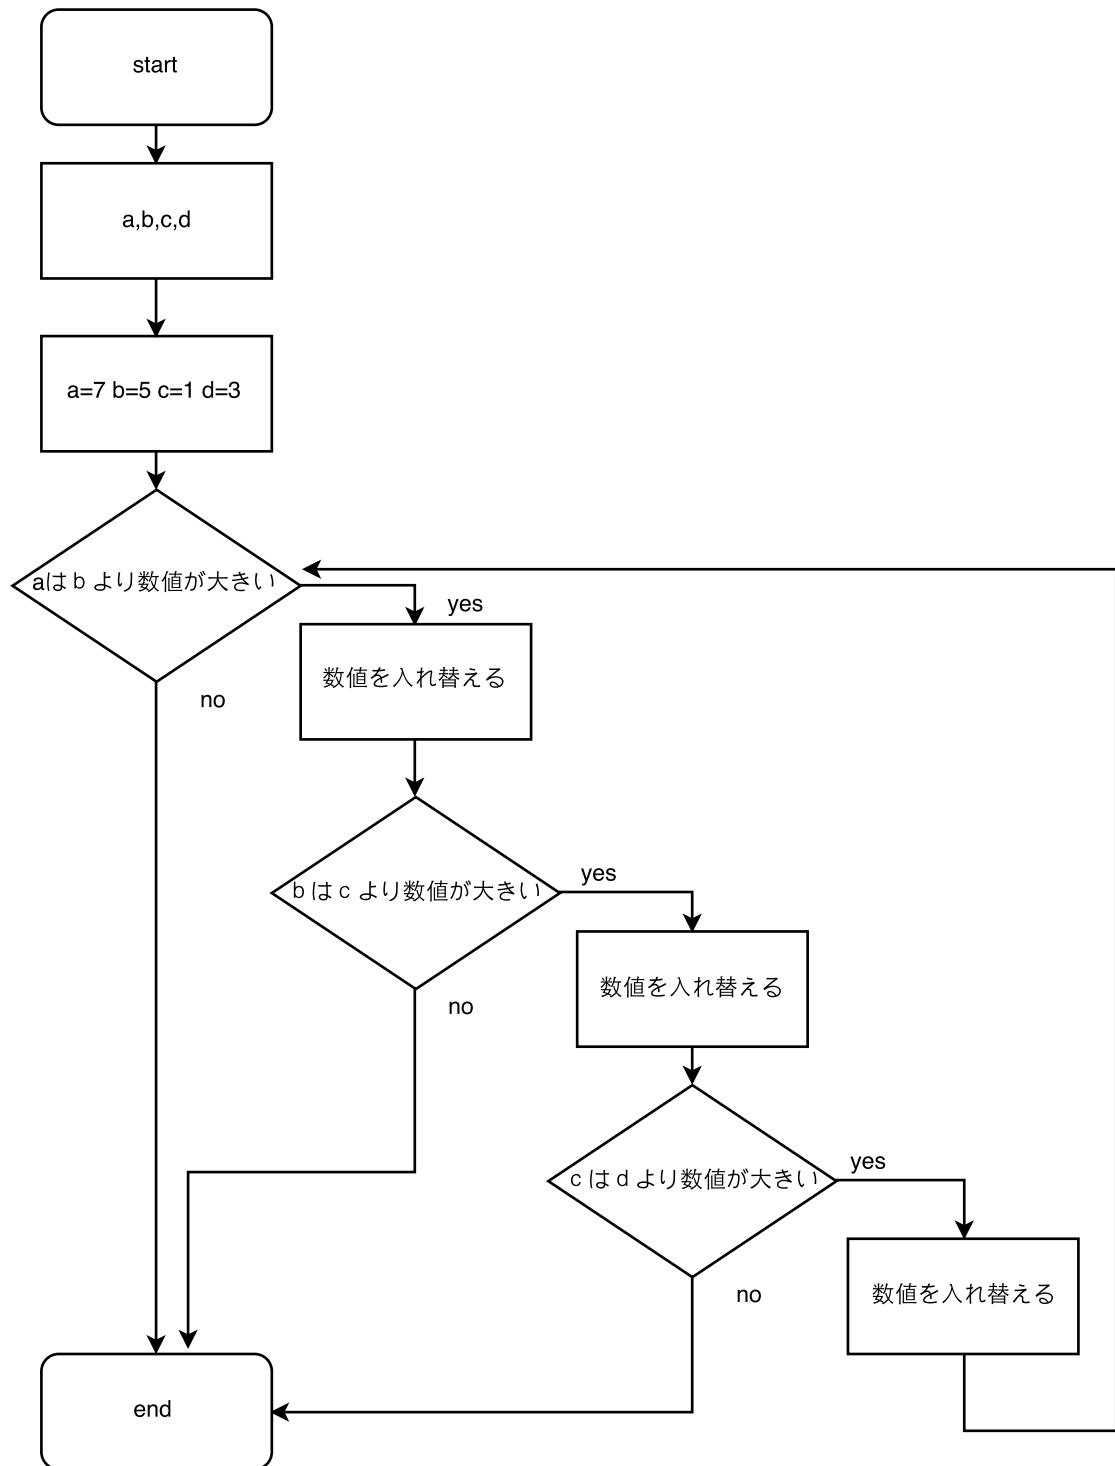 start
a,b,c,d
a=7 b=5 c=1 d=3
aはｂより数値が大きい
yes
no
数値を入れ替える
ｂはｃより数値が大きい
yes
no
数値を入れ替える
ｃはｄより数値が大きい
yes
no
数値を入れ替える
end